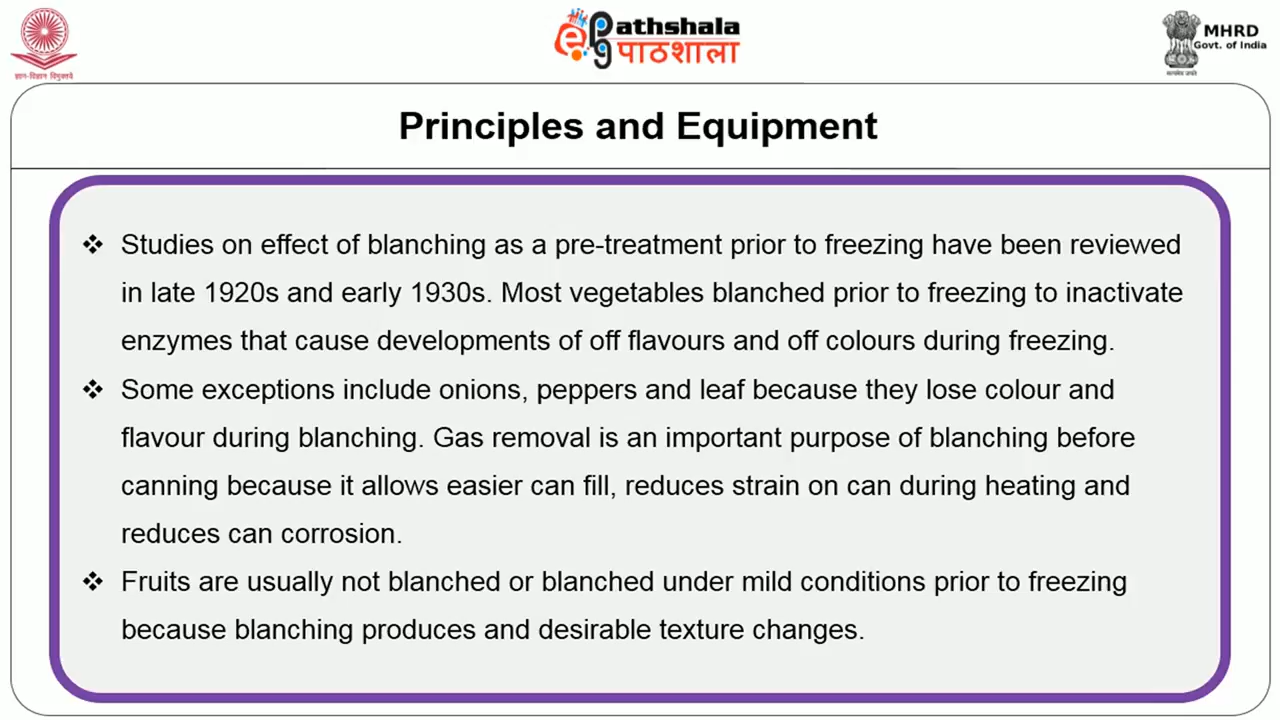 ज्ञान-विज्ञान विमुक्तये
e Pg athshala
पाठशाला
सत्यमेव जयते
MHRD
Govt. of India
Principles and Equipment
❖ Studies on effect of blanching as a pre-treatment prior to freezing have been reviewed
in late 1920s and early 1930s. Most vegetables blanched prior to freezing to inactivate
enzymes that cause developments of off flavours and off colours during freezing.
❖ Some exceptions include onions, peppers and leaf because they lose colour and
flavour during blanching. Gas removal is an important purpose of blanching before
canning because it allows easier can fill, reduces strain on can during heating and
reduces can corrosion.
❖ Fruits are usually not blanched or blanched under mild conditions prior to freezing
because blanching produces and desirable texture changes.